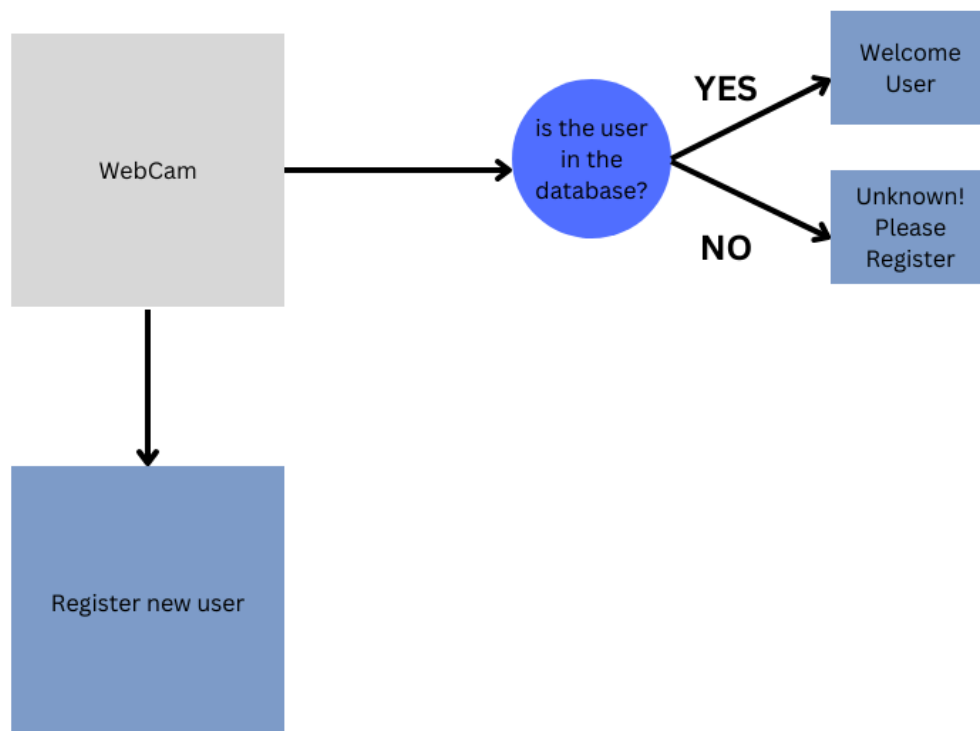 WebCam
is the user
in the
database?
YES
NO
Welcome
User
Unknown!
Please
Register
Register new user